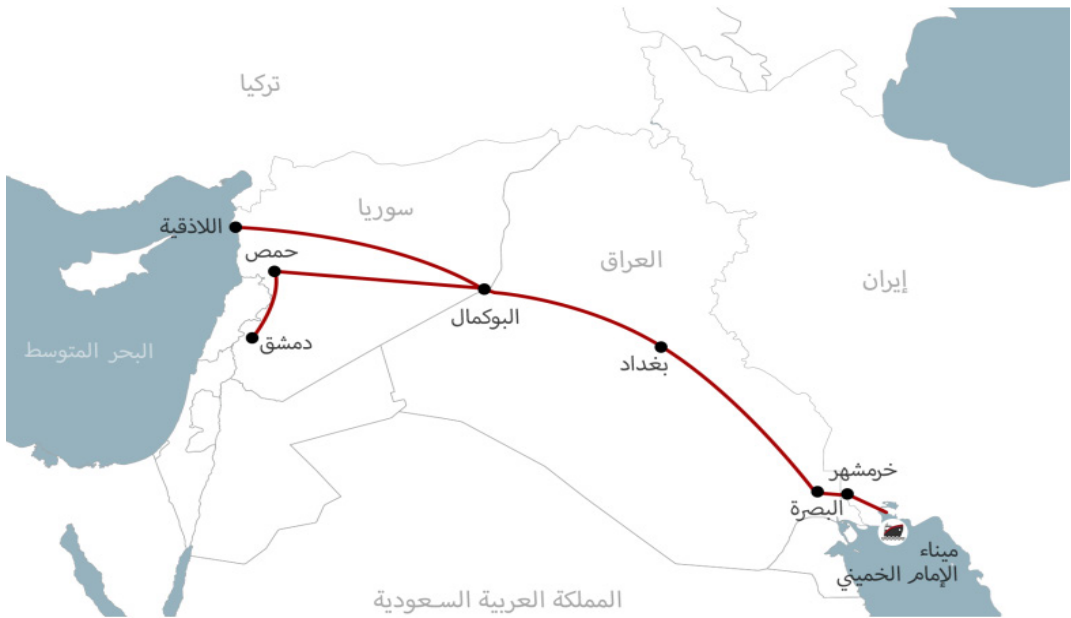 تركيا
سوريا
اللاذقية
حمص
العراق
إيران
البوكمال
دمشق
البحر المتوسط
بغداد
خرمشهر
البصرة
ميناء
الإمام الخميني
المملكة العربية السعودية